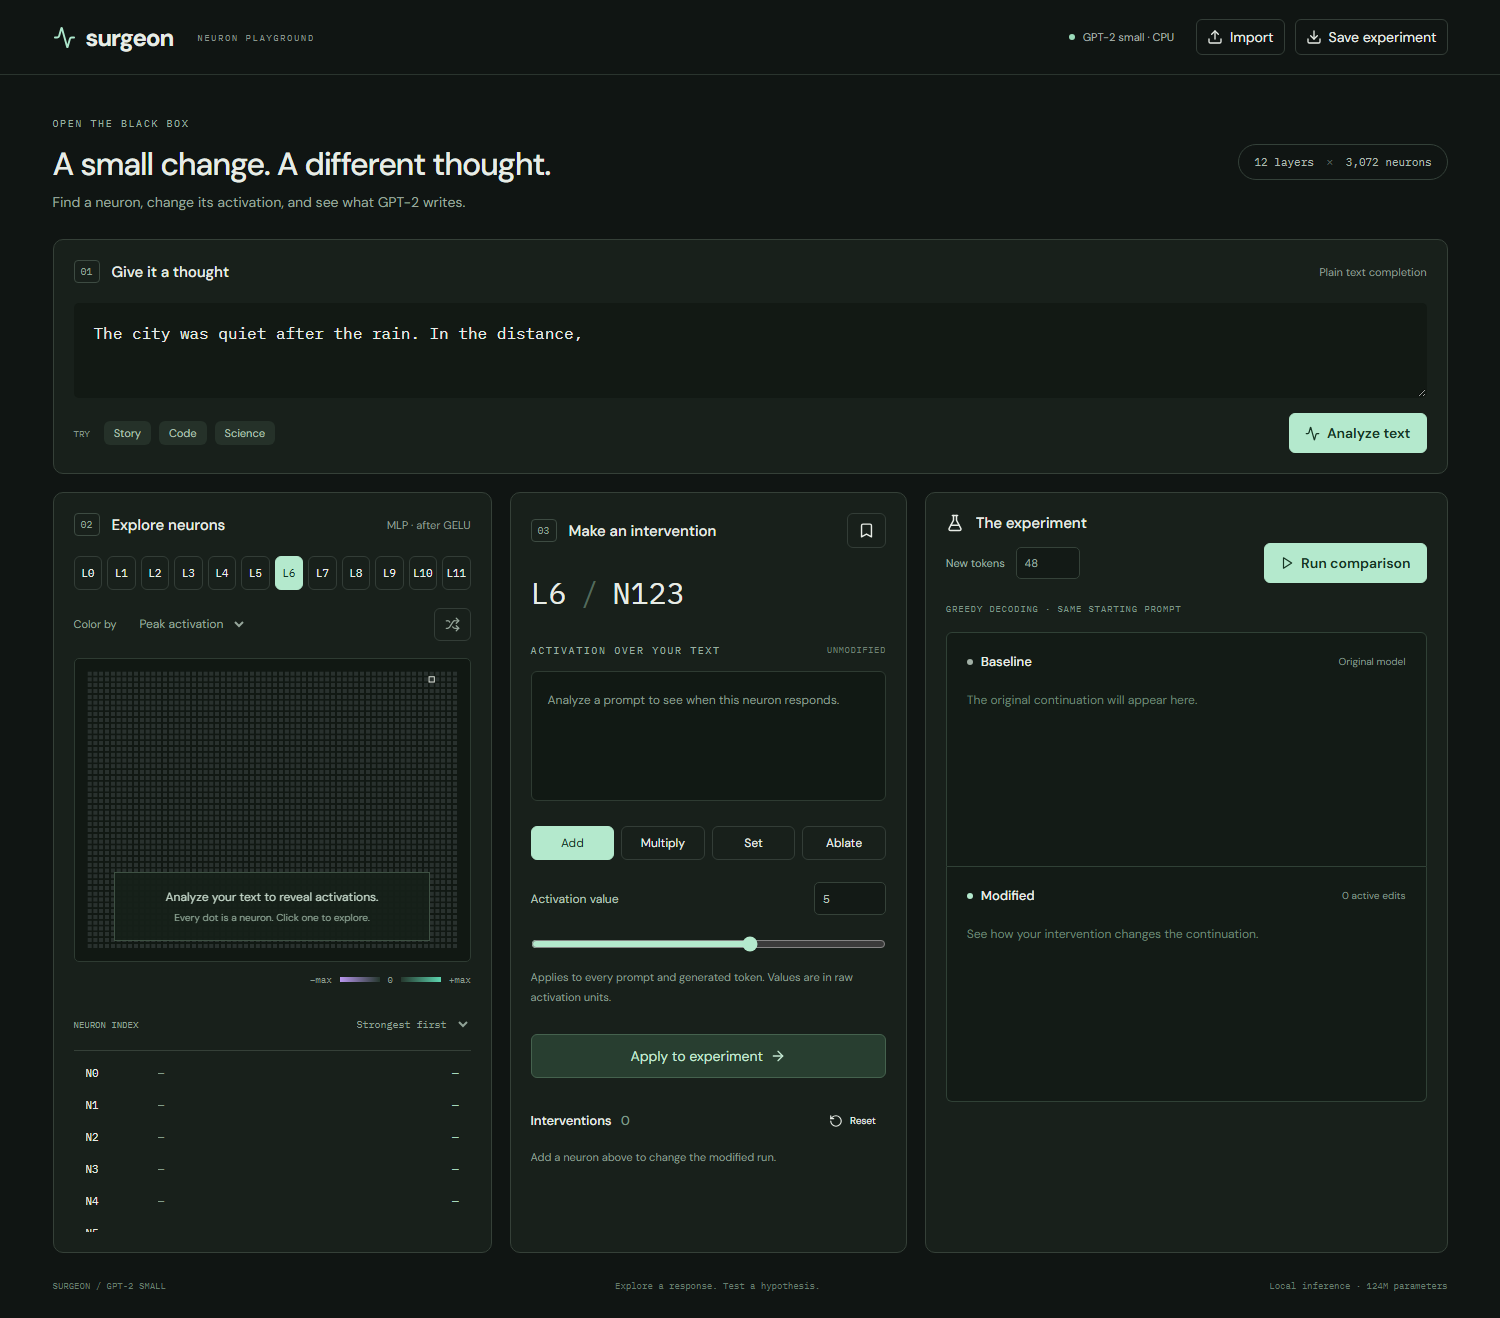 surgeon
NEURON PLAYGROUND
GPT-2 small · CPU
Import
Save experiment
OPEN THE BLACK BOX
A small change. A different thought.
Find a neuron, change its activation, and see what GPT-2 writes.
12 layers × 3,072 neurons
01 Give it a thought
Plain text completion
The city was quiet after the rain. In the distance,
TRY Story Code Science
Analyze text
02 Explore neurons
MLP · after GELU
L0 L1 L2 L3 L4 L5 L6 L7 L8 L9 L10 L11
Color by Peak activation
Analyze your text to reveal activations.
Every dot is a neuron. Click one to explore.
−max 0 +max
NEURON INDEX
Strongest first
N0 – —
N1 – —
N2 – —
N3 – —
N4 – —
N5
03 Make an intervention
L6 / N123
ACTIVATION OVER YOUR TEXT
UNMODIFIED
Analyze a prompt to see when this neuron responds.
Add Multiply Set Ablate
Activation value 5
Applies to every prompt and generated token. Values are in raw
activation units.
Apply to experiment →
Interventions 0
Reset
Add a neuron above to change the modified run.
The experiment
New tokens 48
Run comparison
GREEDY DECODING · SAME STARTING PROMPT
Baseline
Original model
The original continuation will appear here.
Modified
0 active edits
See how your intervention changes the continuation.
SURGEON / GPT-2 SMALL
Explore a response. Test a hypothesis.
Local inference · 124M parameters